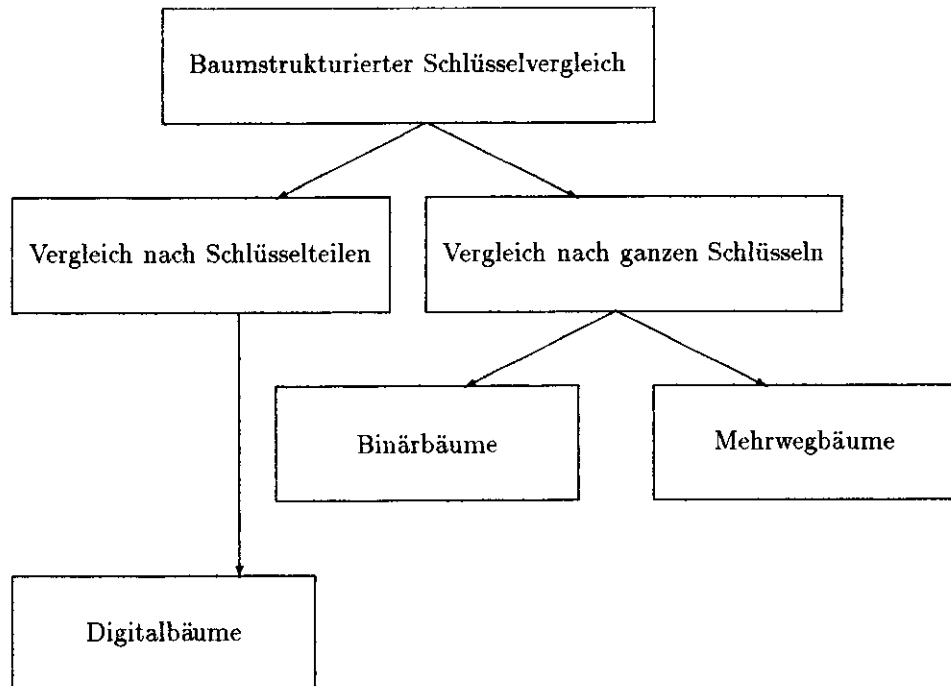 Baumstrukturierter Schlüsselvergleich
Vergleich nach Schlüsselteilen
Vergleich nach ganzen Schlüsseln
Binärbäume
Mehrwegbäume
Digitalbäume